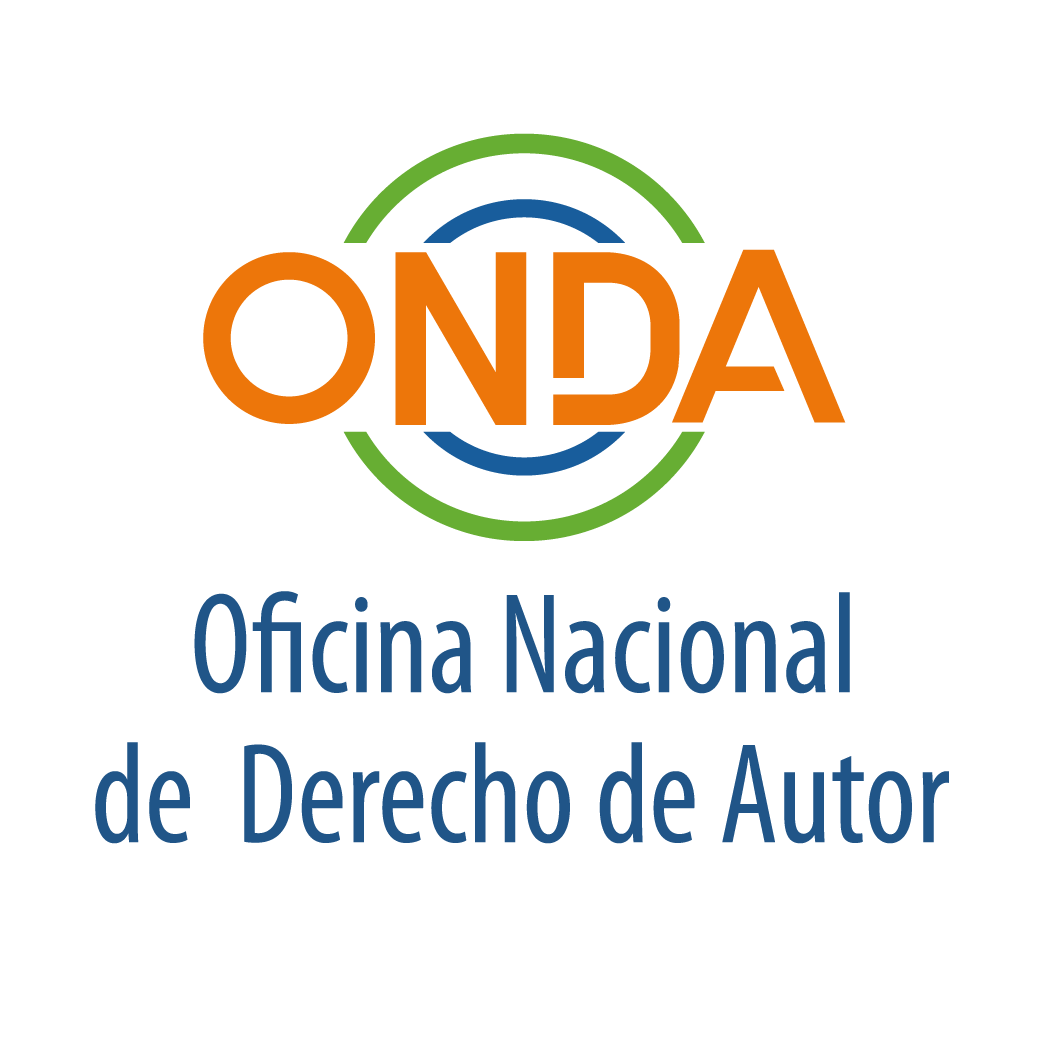 ONDA
Oficina Nacional
de Derecho de Autor